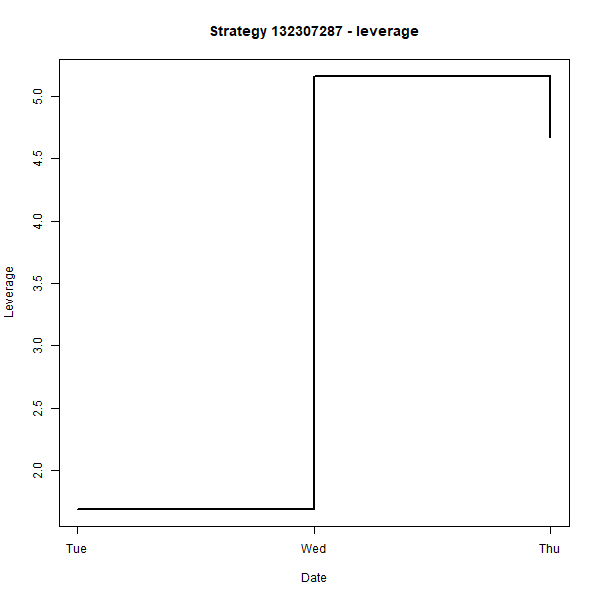 Strategy 132307287 - leverage
5.0
4.5
4.0
3.5
3.0
2.5
2.0
Leverage
Tue
Wed
Thu
Date